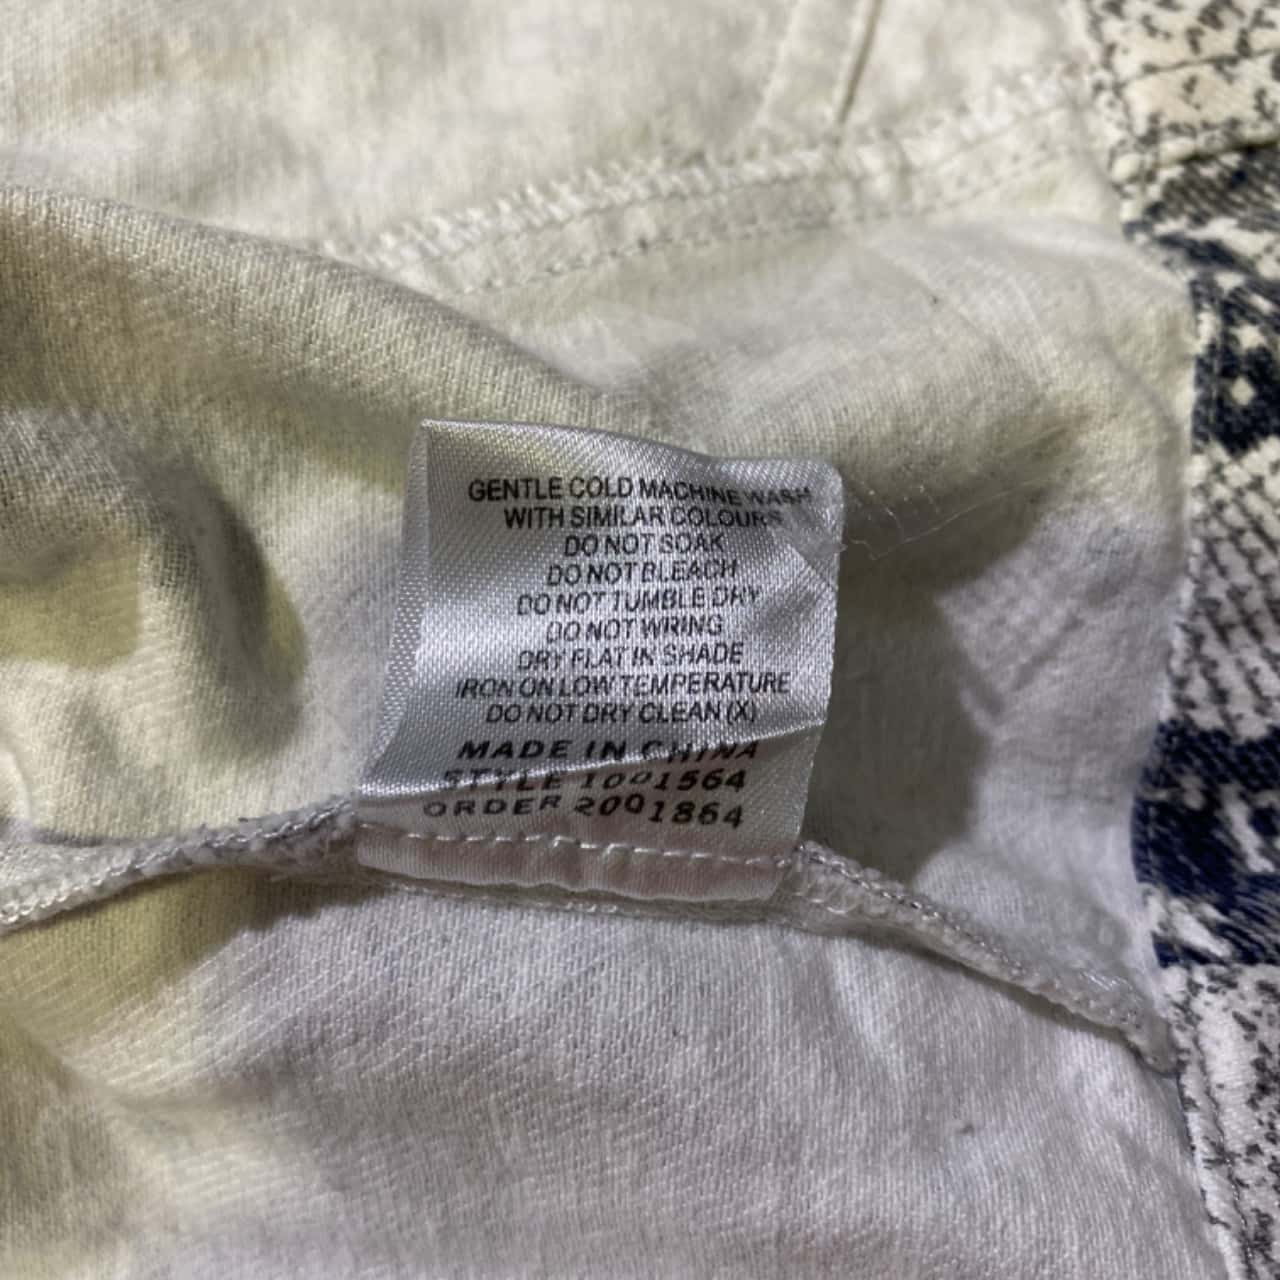 GENTLE COLD MACHINE WASH
WITH SIMILAR COLOURS
DO NOT SOAK
DO NOT BLEACH
DO NOT TUMBLE DRY
DO NOT WRING
DRY FLAT IN SHADE
IRON ON LOW TEMPERATURE
DO NOT DRY CLEAN (X)
MADE IN CHINA
STYLE 1001564
ORDER 2001864